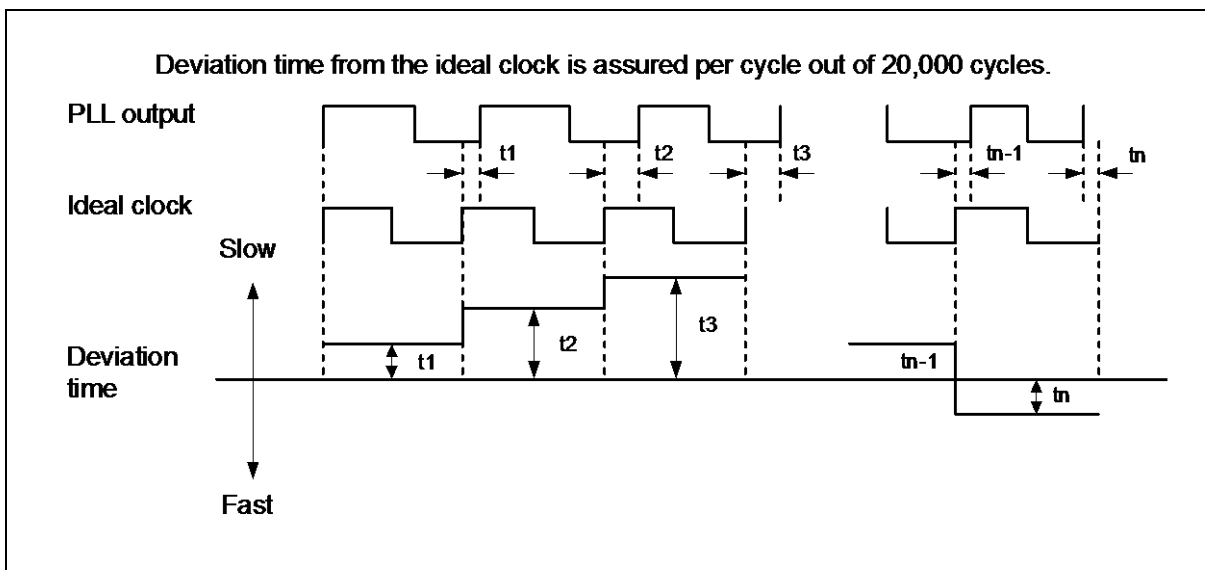 Deviation time from the ideal clock is assured per cycle out of 20,000 cycles.
PLL output
t1
t2
t3
tn-1
tn
Ideal clock
Slow
t1
t2
t3
Deviation
time
tn-1
tn
Fast